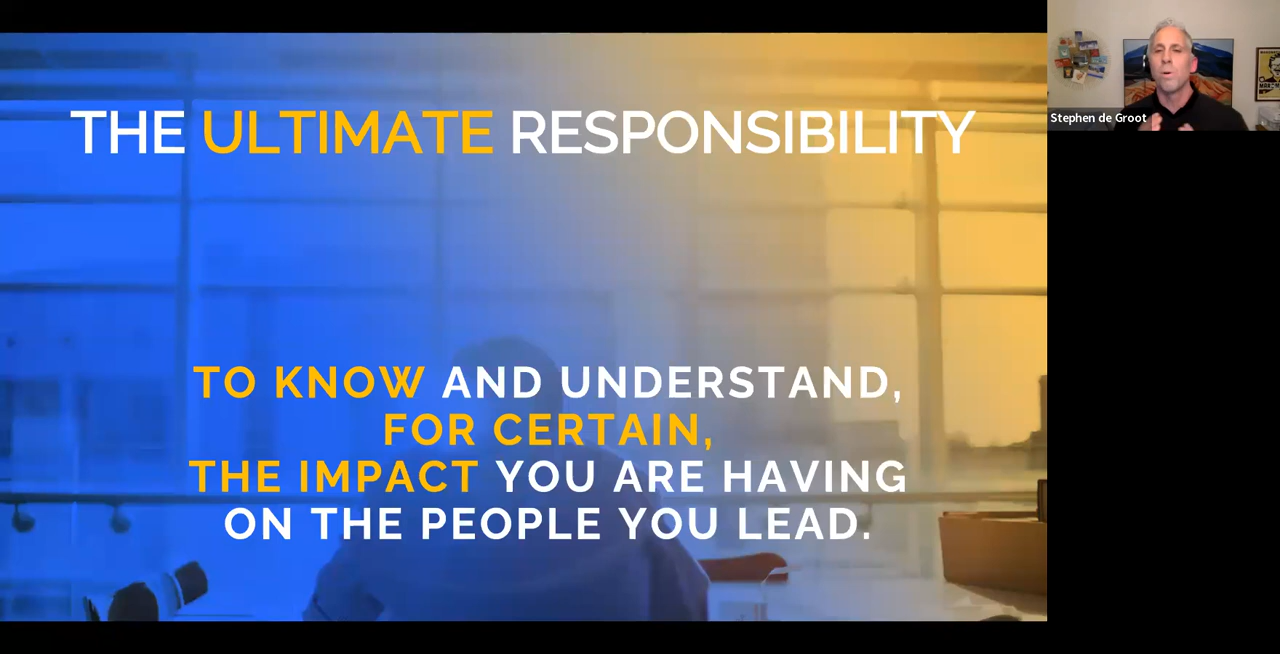 THE ULTIMATE RESPONSIBILITY
TO KNOW AND UNDERSTAND,
FOR CERTAIN,
THE IMPACT YOU ARE HAVING
ON THE PEOPLE YOU LEAD.
Stephen de Groot